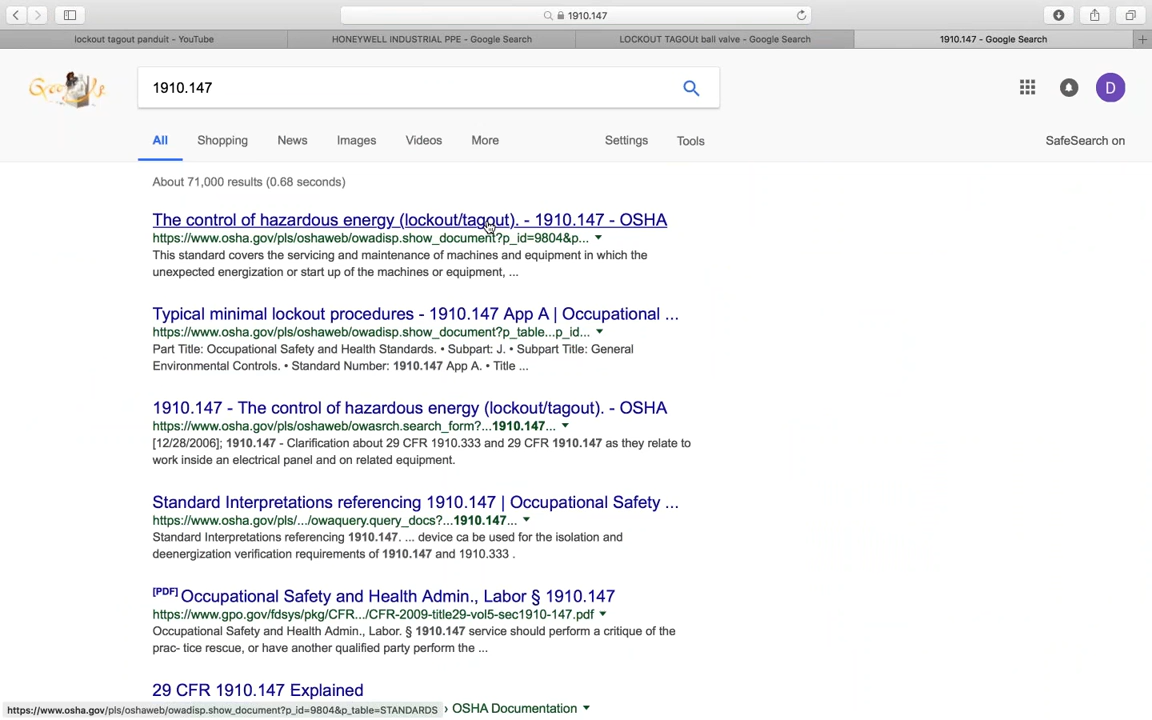 1910.147
lockout tagout panduit - YouTube
HONEYWELL INDUSTRIAL PPE - Google Search
LOCKOUT TAGOUt ball valve - Google Search
1910.147 - Google Search
1910.147
D
All
Shopping
News
Images
Videos
More
Settings
Tools
SafeSearch on
About 71,000 results (0.68 seconds)
The control of hazardous energy (lockout/tagout). - 1910.147 - OSHA
https://www.osha.gov/pls/oshaweb/owadisp.show_document?p_id=9804&p...
This standard covers the servicing and maintenance of machines and equipment in which the
unexpected energization or start up of the machines or equipment, ...
Typical minimal lockout procedures - 1910.147 App A | Occupational ...
https://www.osha.gov/pls/oshaweb/owadisp.show_document?p_table...p_id...
Part Title: Occupational Safety and Health Standards. • Subpart: J. • Subpart Title: General
Environmental Controls. • Standard Number: 1910.147 App A. • Title ...
1910.147 - The control of hazardous energy (lockout/tagout). - OSHA
https://www.osha.gov/pls/oshaweb/owasrch.search_form?...1910.147...
[12/28/2006]; 1910.147 - Clarification about 29 CFR 1910.333 and 29 CFR 1910.147 as they relate to
work inside an electrical panel and on related equipment.
Standard Interpretations referencing 1910.147 | Occupational Safety ...
https://www.osha.gov/pls/.../owaquery.query_docs?...1910.147...
Standard Interpretations referencing 1910.147. ... device ca be used for the isolation and
deenergization verification requirements of 1910.147 and 1910.333 .
[PDF] Occupational Safety and Health Admin., Labor § 1910.147
https://www.gpo.gov/fdsys/pkg/CFR.../CFR-2009-title29-vol5-sec1910-147.pdf
Occupational Safety and Health Admin., Labor. § 1910.147 service should perform a critique of the
prac- tice rescue, or have another qualified party perform the ...
29 CFR 1910.147 Explained
https://www.osha.gov/pls/oshaweb/owadisp.show_document?p_id=9804&p_table=STANDARDS
› OSHA Documentation